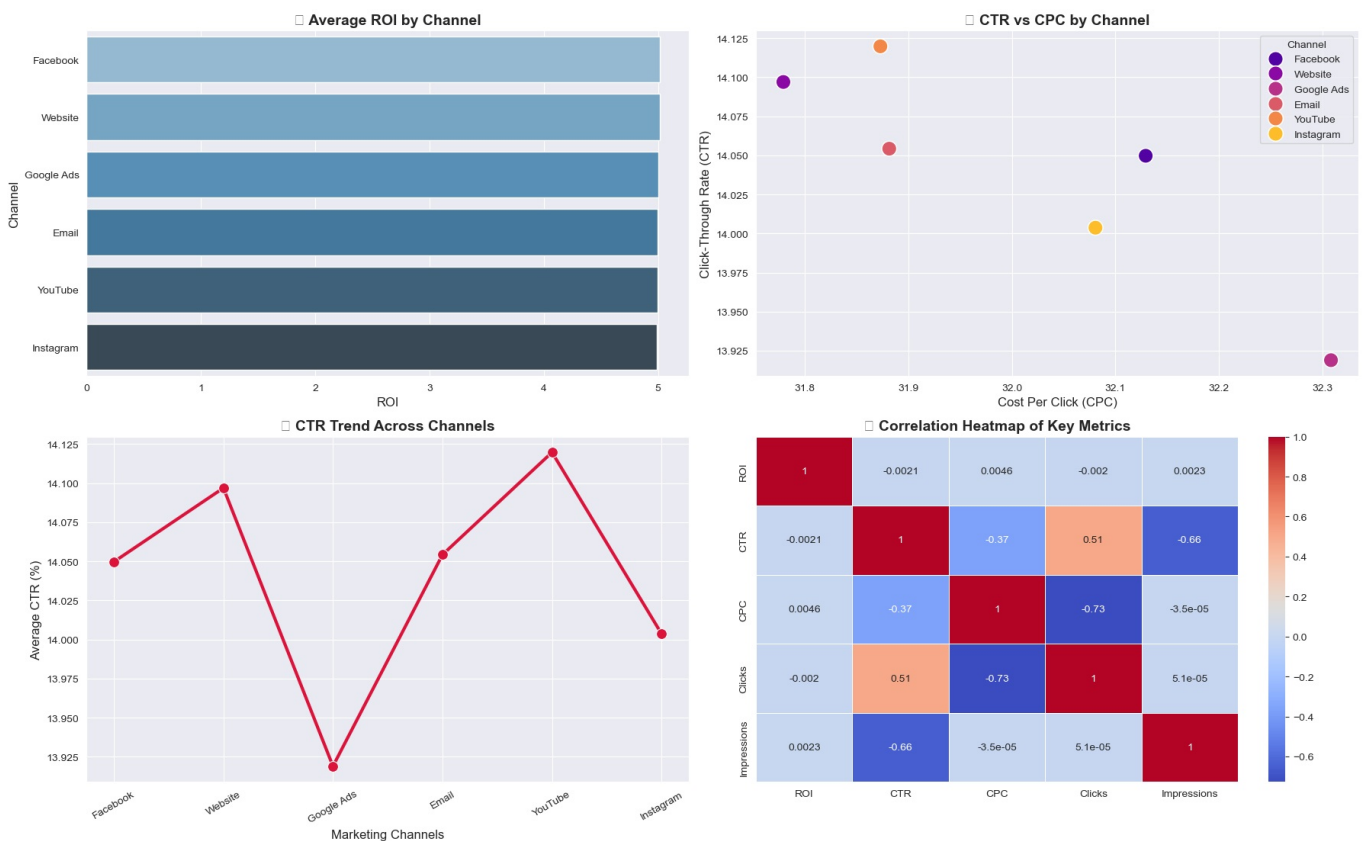 ▯ Average ROI by Channel
Channel
Facebook
Website
Google Ads
Email
YouTube
Instagram
0 1 2 3 4 5
ROI
▯ CTR vs CPC by Channel
Click-Through Rate (CTR)
14.125
14.100
14.075
14.050
14.025
14.000
13.975
13.950
13.925
Channel
Facebook
Website
Google Ads
Email
YouTube
Instagram
31.8 31.9 32.0 32.1 32.2 32.3
Cost Per Click (CPC)
▯ CTR Trend Across Channels
Average CTR (%)
14.125
14.100
14.075
14.050
14.025
14.000
13.975
13.950
13.925
Facebook Website Google Ads Email YouTube Instagram
Marketing Channels
▯ Correlation Heatmap of Key Metrics
ROI 1 -0.0021 0.0046 -0.002 0.0023
CTR -0.0021 1 -0.37 0.51 -0.66
CPC 0.0046 -0.37 1 -0.73 -3.5e-05
Clicks -0.002 0.51 -0.73 1 5.1e-05
Impressions 0.0023 -0.66 -3.5e-05 5.1e-05 1
ROI CTR CPC Clicks Impressions
1.0
0.8
0.6
0.4
0.2
0.0
−0.2
−0.4
−0.6